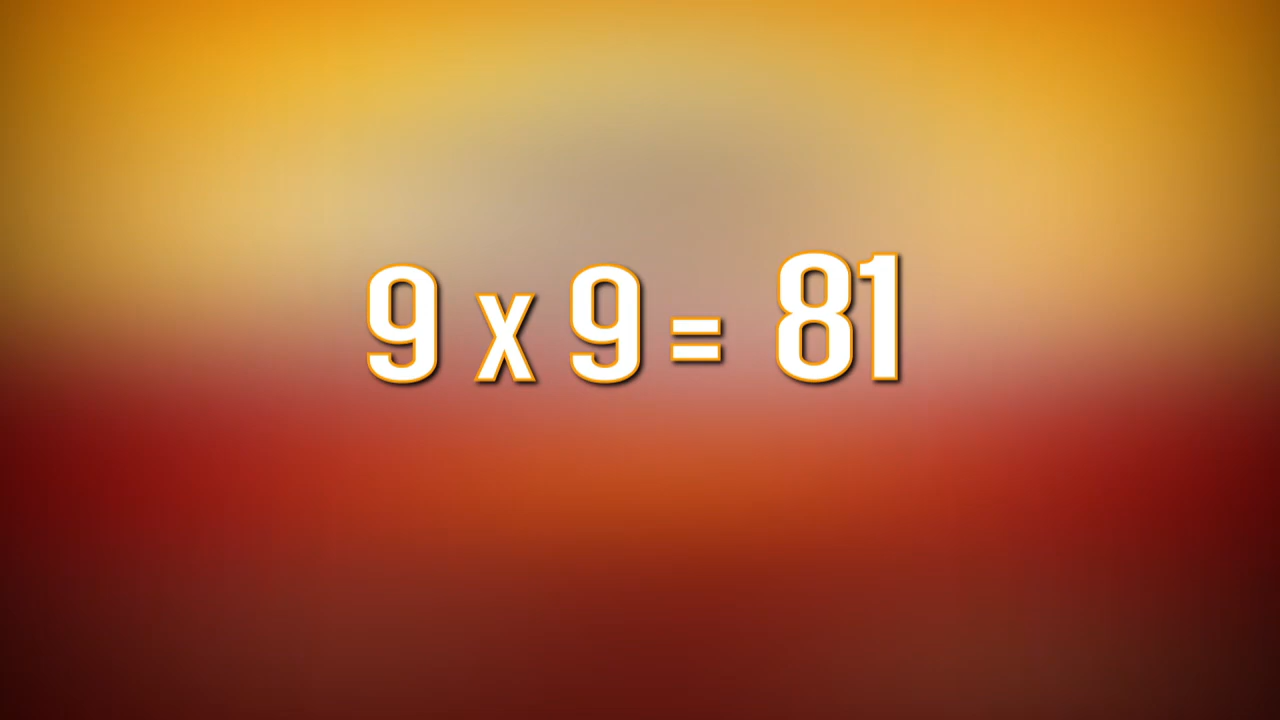 9 x 9 = 81